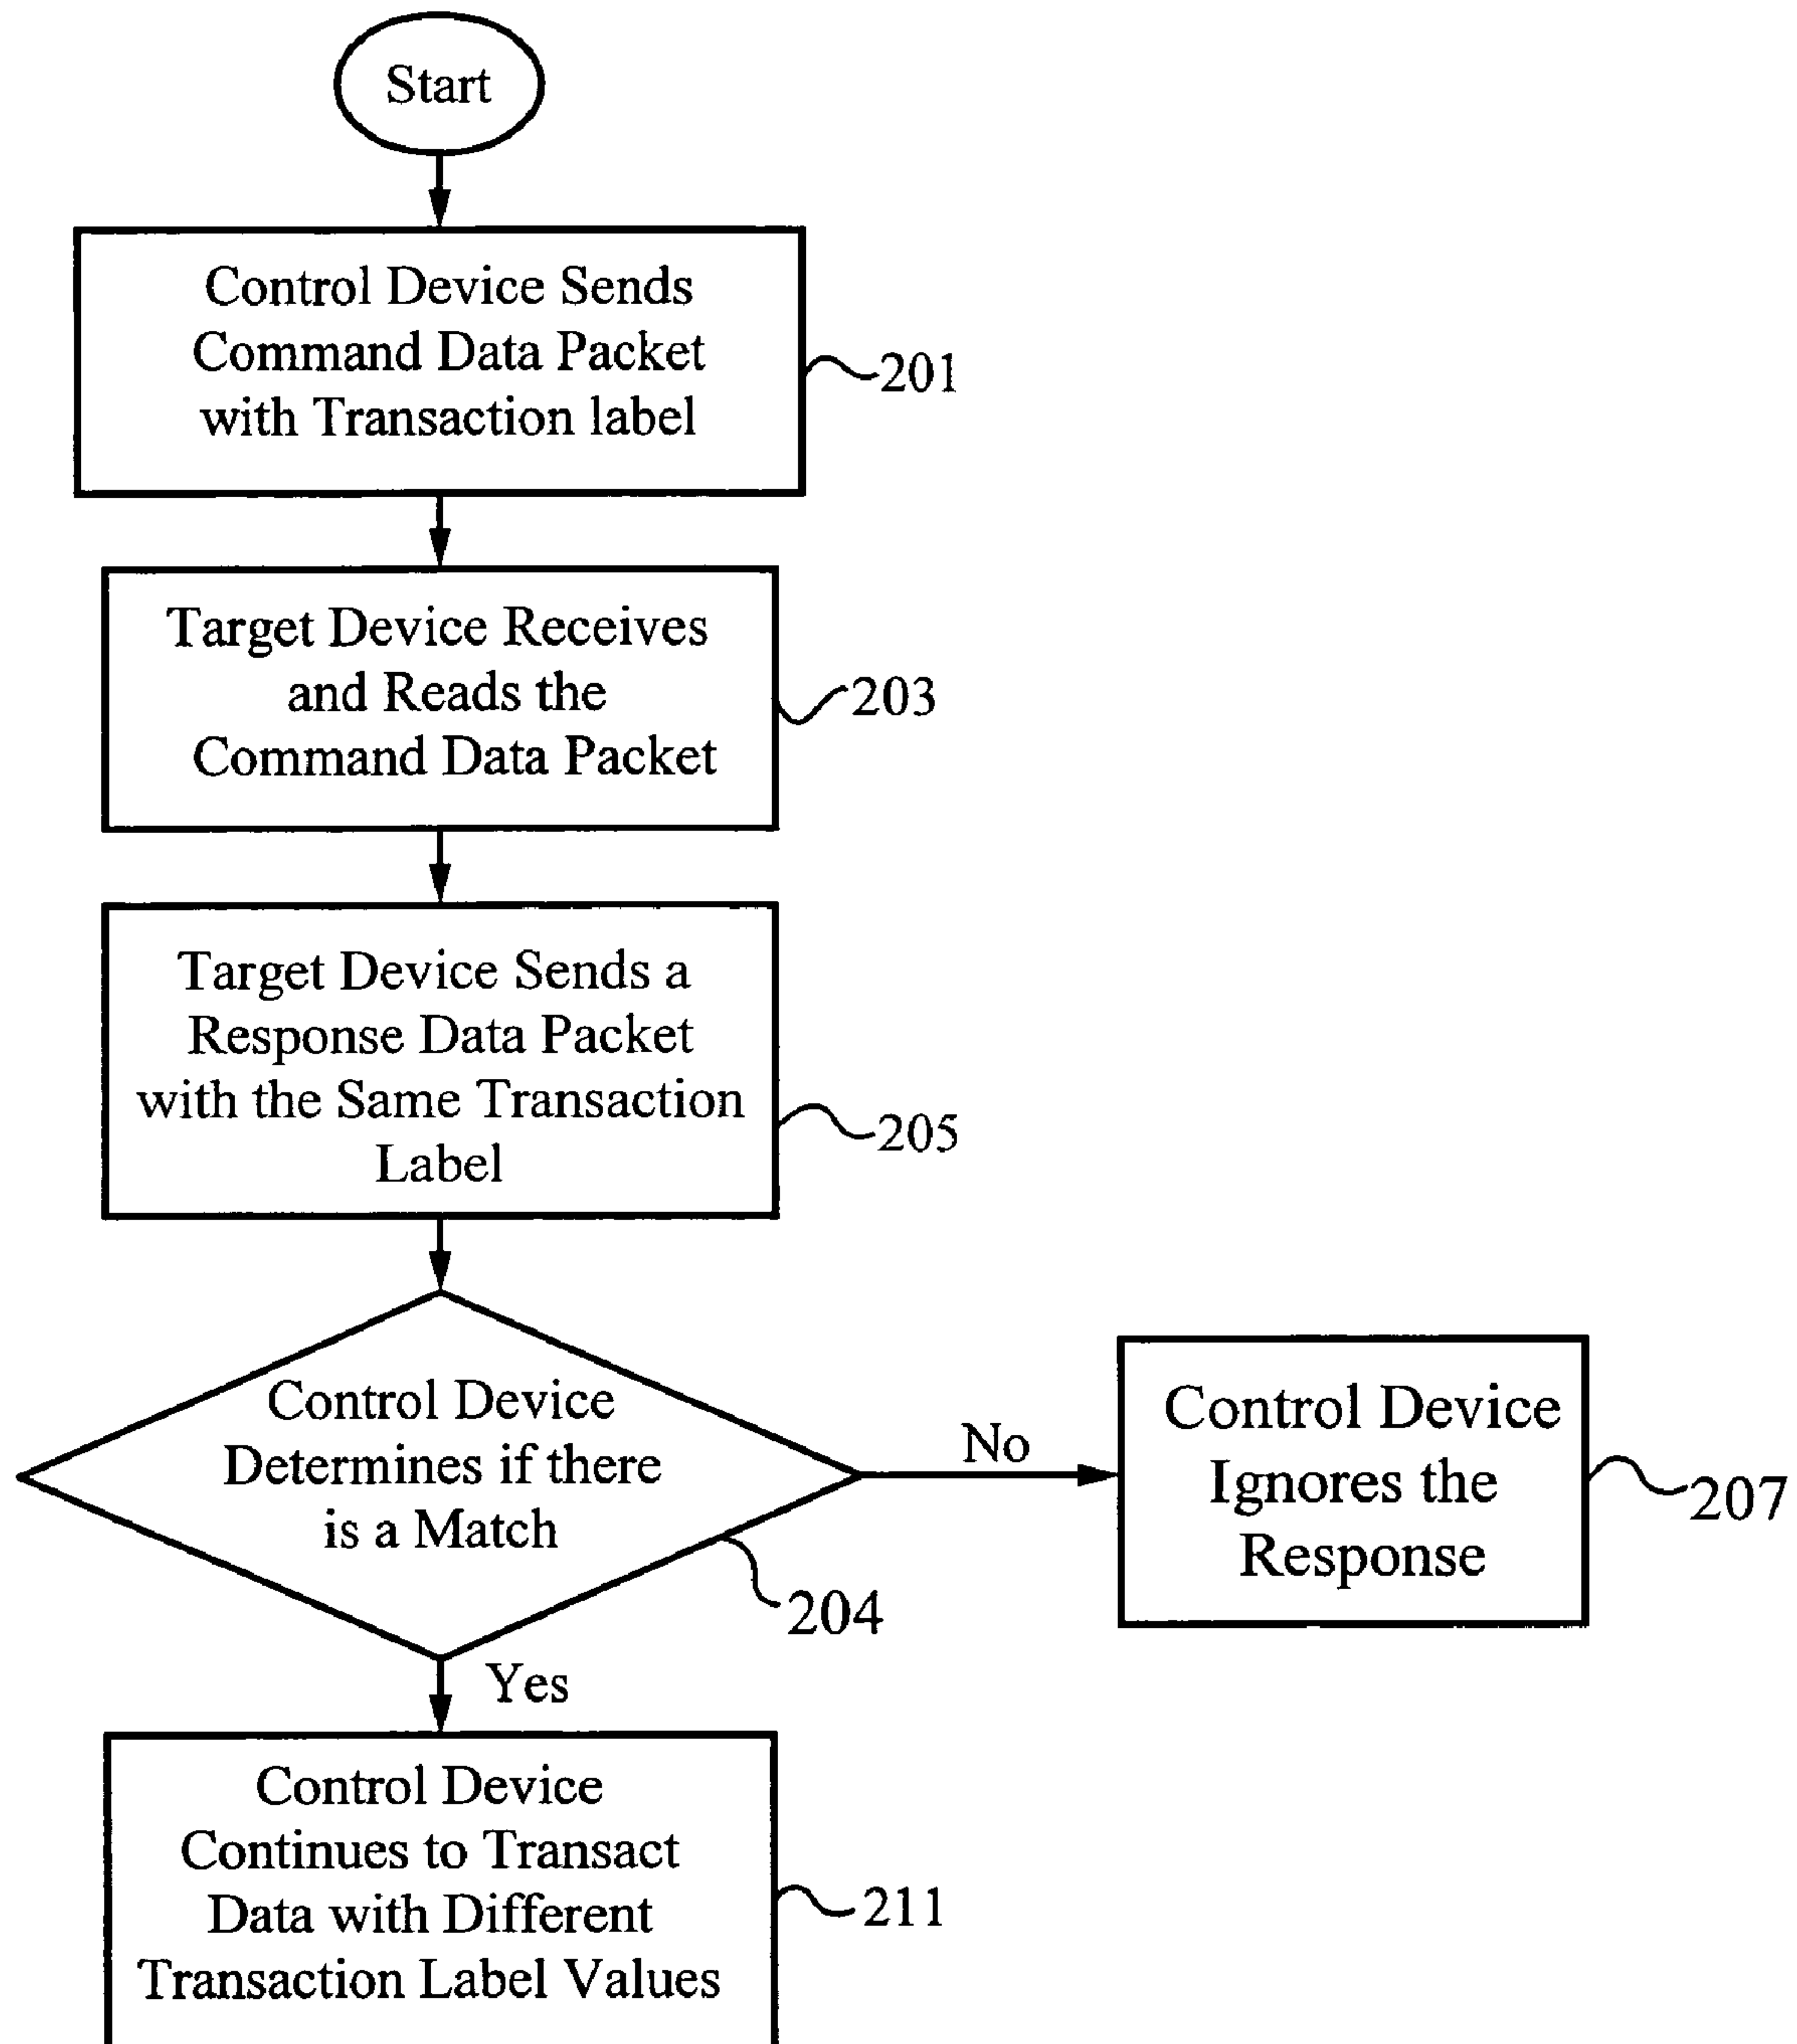 Start
Control Device Sends
Command Data Packet
with Transaction label
201
Target Device Receives
and Reads the
Command Data Packet
203
Target Device Sends a
Response Data Packet
with the Same Transaction
Label
205
Control Device
Determines if there
is a Match
204
No
Control Device
Ignores the
Response
207
Yes
Control Device
Continues to Transact
Data with Different
Transaction Label Values
211